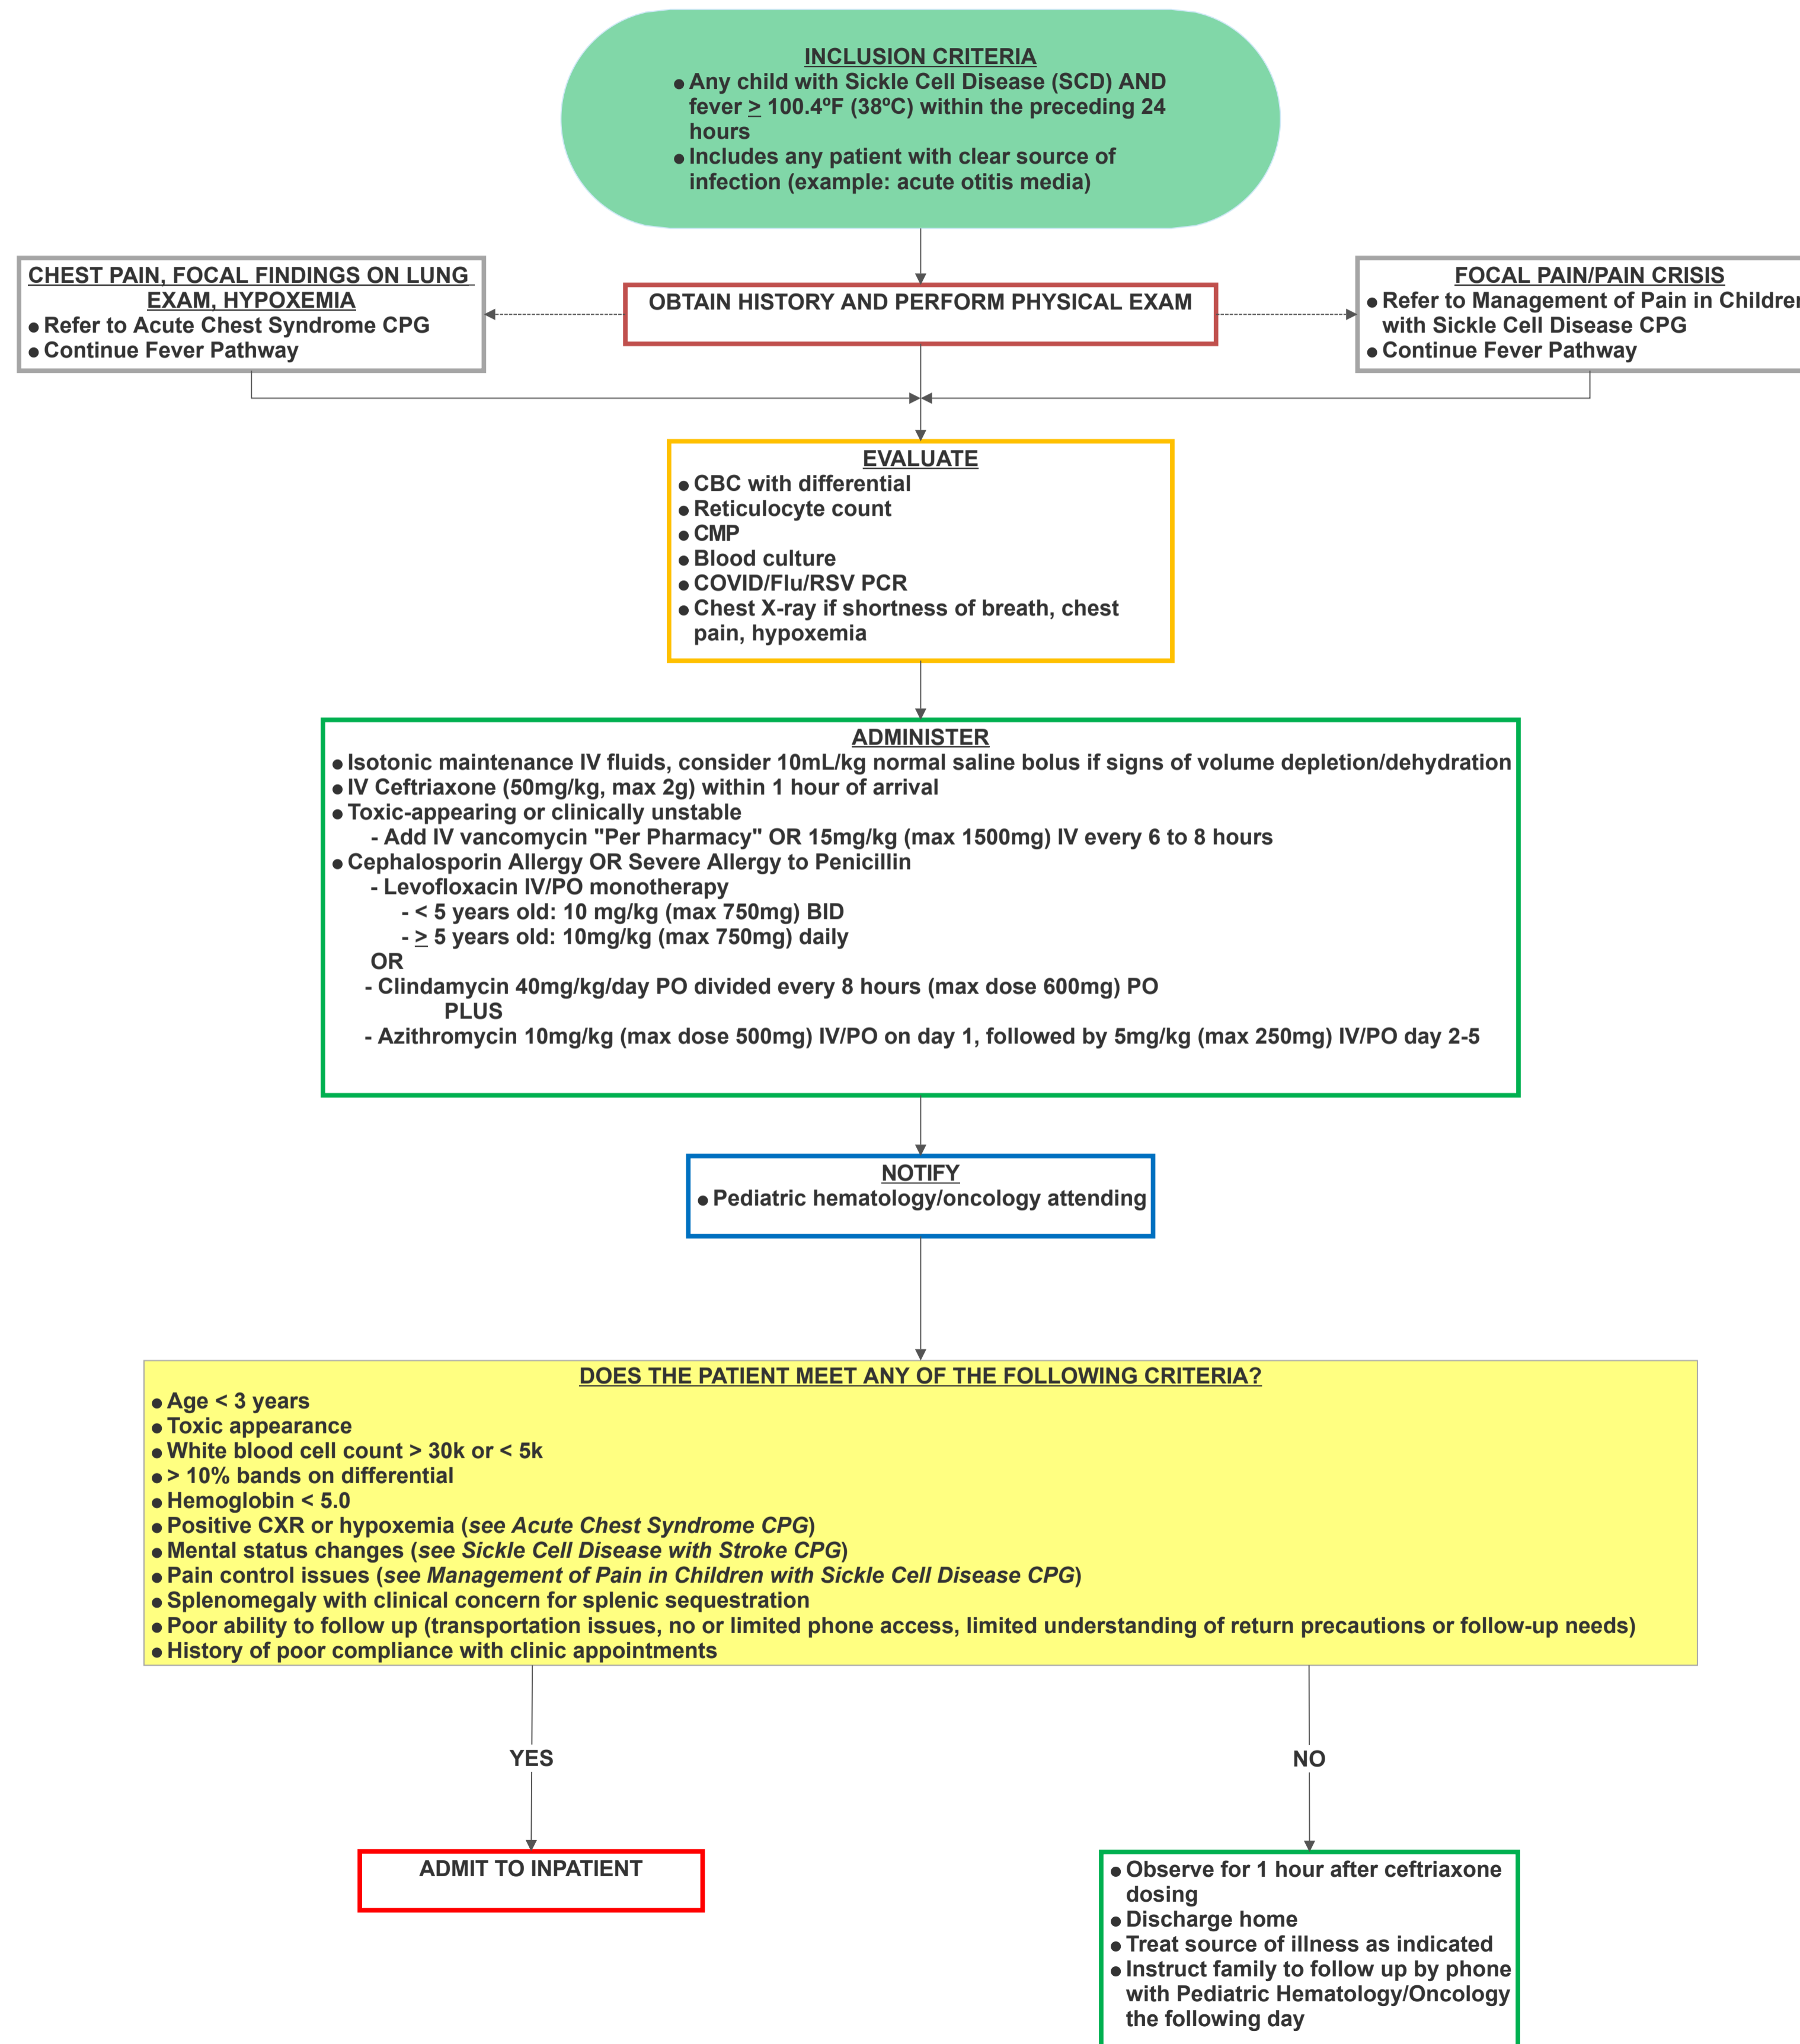 INCLUSION CRITERIA
● Any child with Sickle Cell Disease (SCD) AND
fever ≥ 100.4ºF (38ºC) within the preceding 24
hours
● Includes any patient with clear source of
infection (example: acute otitis media)
CHEST PAIN, FOCAL FINDINGS ON LUNG
EXAM, HYPOXEMIA
● Refer to Acute Chest Syndrome CPG
● Continue Fever Pathway
OBTAIN HISTORY AND PERFORM PHYSICAL EXAM
FOCAL PAIN/PAIN CRISIS
● Refer to Management of Pain in Children
with Sickle Cell Disease CPG
● Continue Fever Pathway
EVALUATE
● CBC with differential
● Reticulocyte count
● CMP
● Blood culture
● COVID/Flu/RSV PCR
● Chest X-ray if shortness of breath, chest
pain, hypoxemia
ADMINISTER
● Isotonic maintenance IV fluids, consider 10mL/kg normal saline bolus if signs of volume depletion/dehydration
● IV Ceftriaxone (50mg/kg, max 2g) within 1 hour of arrival
● Toxic-appearing or clinically unstable
- Add IV vancomycin "Per Pharmacy" OR 15mg/kg (max 1500mg) IV every 6 to 8 hours
● Cephalosporin Allergy OR Severe Allergy to Penicillin
- Levofloxacin IV/PO monotherapy
- < 5 years old: 10 mg/kg (max 750mg) BID
- ≥ 5 years old: 10mg/kg (max 750mg) daily
OR
- Clindamycin 40mg/kg/day PO divided every 8 hours (max dose 600mg) PO
PLUS
- Azithromycin 10mg/kg (max dose 500mg) IV/PO on day 1, followed by 5mg/kg (max 250mg) IV/PO day 2-5
NOTIFY
● Pediatric hematology/oncology attending
DOES THE PATIENT MEET ANY OF THE FOLLOWING CRITERIA?
● Age < 3 years
● Toxic appearance
● White blood cell count > 30k or < 5k
● > 10% bands on differential
● Hemoglobin < 5.0
● Positive CXR or hypoxemia (see Acute Chest Syndrome CPG)
● Mental status changes (see Sickle Cell Disease with Stroke CPG)
● Pain control issues (see Management of Pain in Children with Sickle Cell Disease CPG)
● Splenomegaly with clinical concern for splenic sequestration
● Poor ability to follow up (transportation issues, no or limited phone access, limited understanding of return precautions or follow-up needs)
● History of poor compliance with clinic appointments
YES
NO
ADMIT TO INPATIENT
● Observe for 1 hour after ceftriaxone
dosing
● Discharge home
● Treat source of illness as indicated
● Instruct family to follow up by phone
with Pediatric Hematology/Oncology
the following day